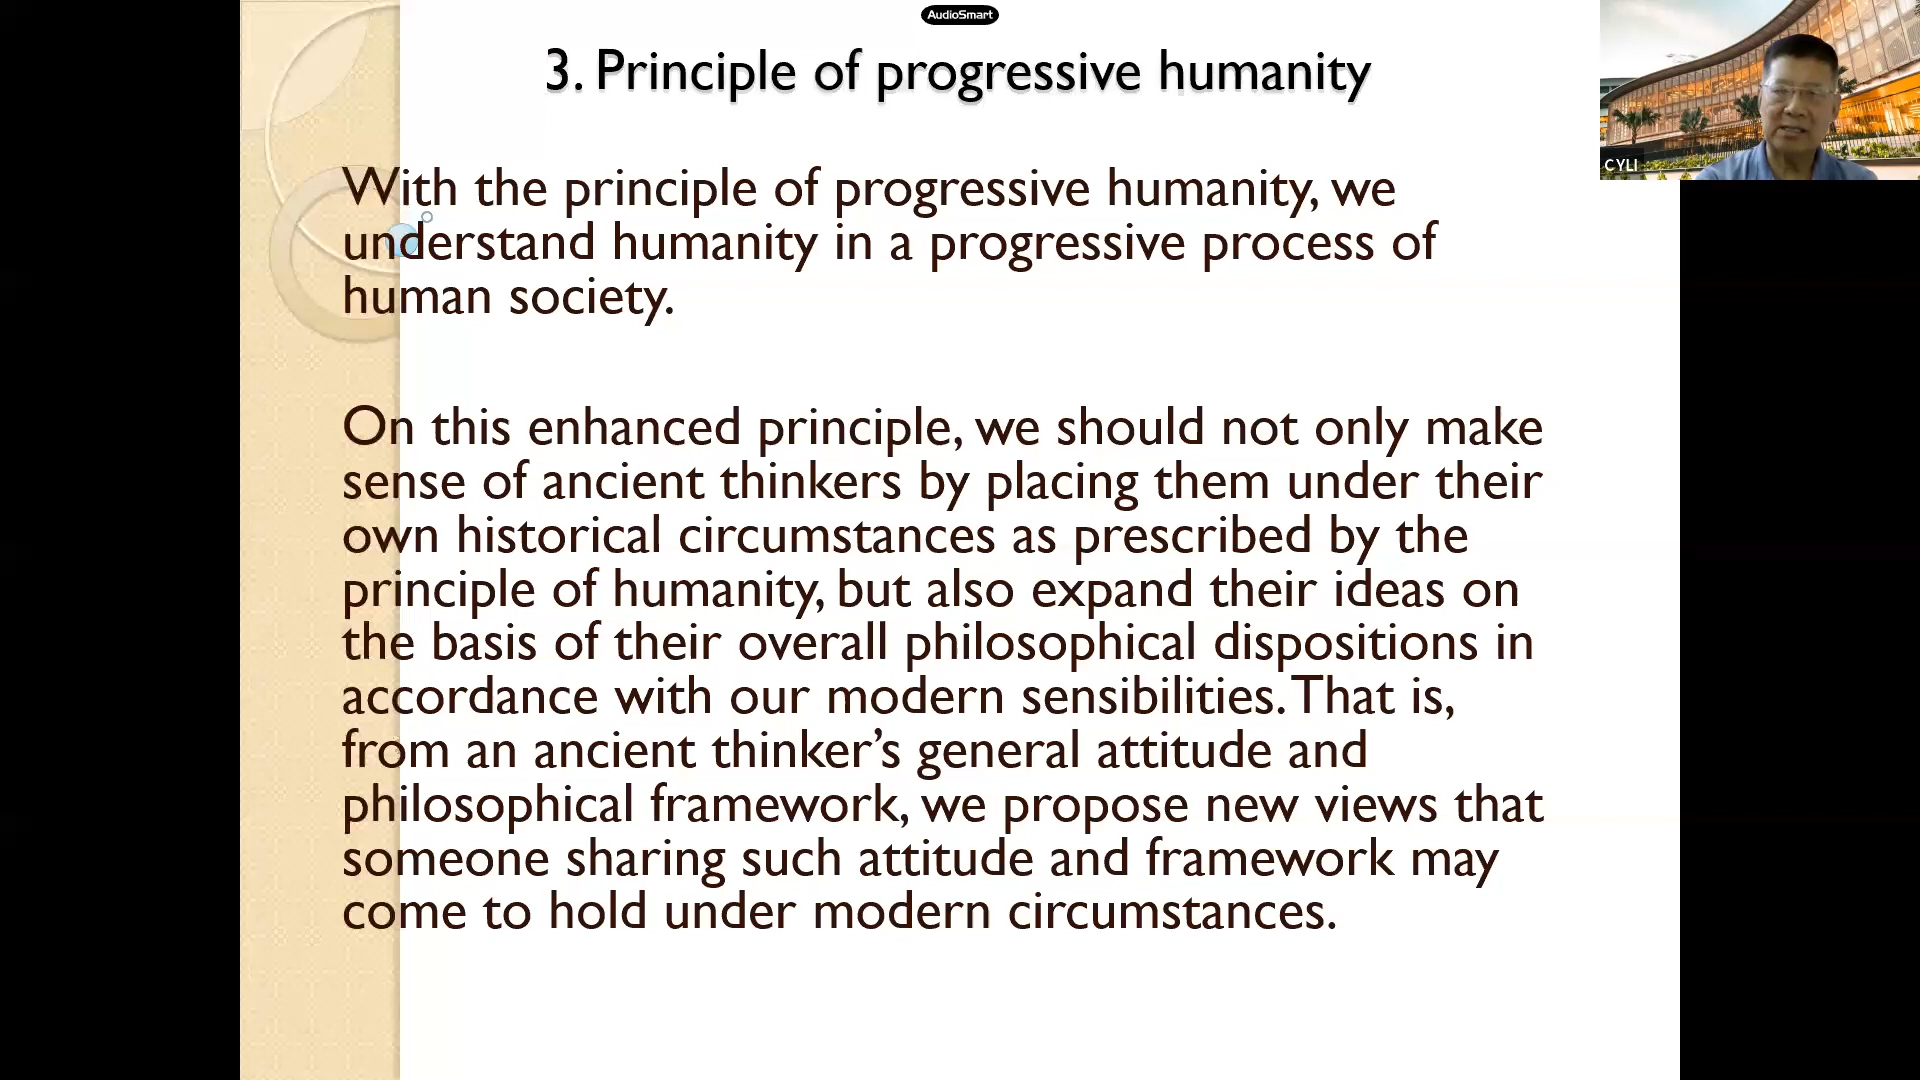 AudioSmart
3. Principle of progressive humanity
CYLI
With the principle of progressive humanity, we
understand humanity in a progressive process of
human society.
On this enhanced principle, we should not only make
sense of ancient thinkers by placing them under their
own historical circumstances as prescribed by the
principle of humanity, but also expand their ideas on
the basis of their overall philosophical dispositions in
accordance with our modern sensibilities. That is,
from an ancient thinker’s general attitude and
philosophical framework, we propose new views that
someone sharing such attitude and framework may
come to hold under modern circumstances.